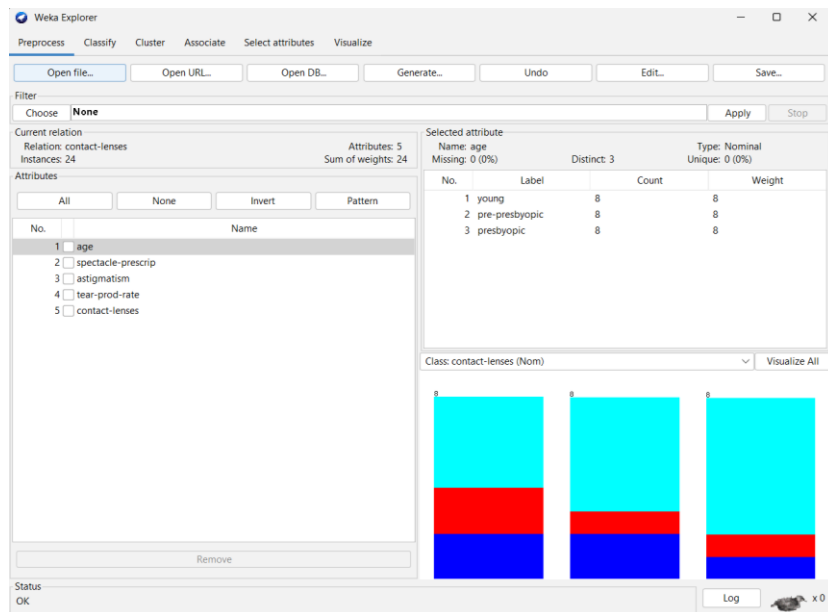 Weka Explorer
Preprocess Classify Cluster Associate Select attributes Visualize
Open file... Open URL... Open DB... Generate... Undo Edit... Save...
Filter
Choose None Apply Stop
Current relation
Relation: contact-lenses Attributes: 5
Instances: 24 Sum of weights: 24
Attributes
All None Invert Pattern
No. Name
1 age
2 spectacle-prescrip
3 astigmatism
4 tear-prod-rate
5 contact-lenses
Remove
Selected attribute
Name: age Type: Nominal
Missing: 0 (0%) Distinct: 3 Unique: 0 (0%)
No. Label Count Weight
1 young 8 8
2 pre-presbyopic 8 8
3 presbyopic 8 8
Class: contact-lenses (Nom) Visualize All
8 8 8
Status
OK Log x 0